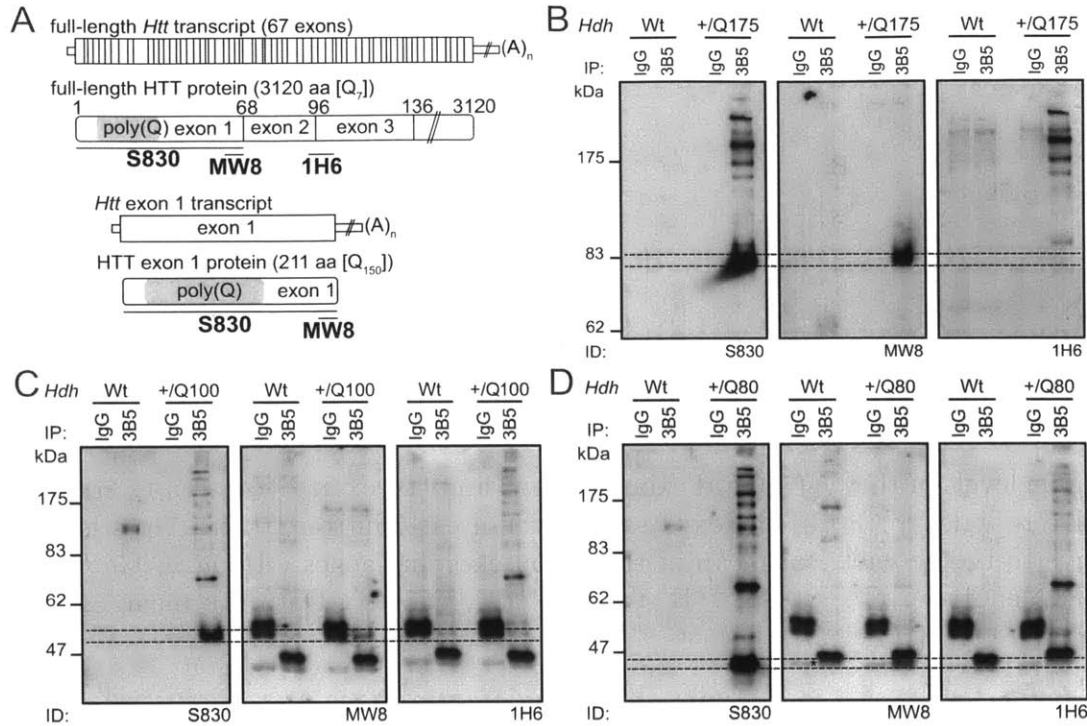 A
full-length Htt transcript (67 exons)
(A)n
full-length HTT protein (3120 aa [Q7])
1 68 96 136 3120
poly(Q) exon 1 exon 2 exon 3
S830 MW8 1H6
Htt exon 1 transcript
exon 1 (A)n
HTT exon 1 protein (211 aa [Q150])
poly(Q) exon 1
S830 MW8
B
Hdh Wt +/Q175 Wt +/Q175 Wt +/Q175
IP: IgG 3B5 IgG 3B5 IgG 3B5 IgG 3B5 IgG 3B5 IgG 3B5
kDa
175
83
62
ID: S830 MW8 1H6
C
Hdh Wt +/Q100 Wt +/Q100 Wt +/Q100
IP: IgG 3B5 IgG 3B5 IgG 3B5 IgG 3B5 IgG 3B5 IgG 3B5
kDa
175
83
62
47
ID: S830 MW8 1H6
D
Hdh Wt +/Q80 Wt +/Q80 Wt +/Q80
IP: IgG 3B5 IgG 3B5 IgG 3B5 IgG 3B5 IgG 3B5 IgG 3B5
kDa
175
83
62
47
ID: S830 MW8 1H6